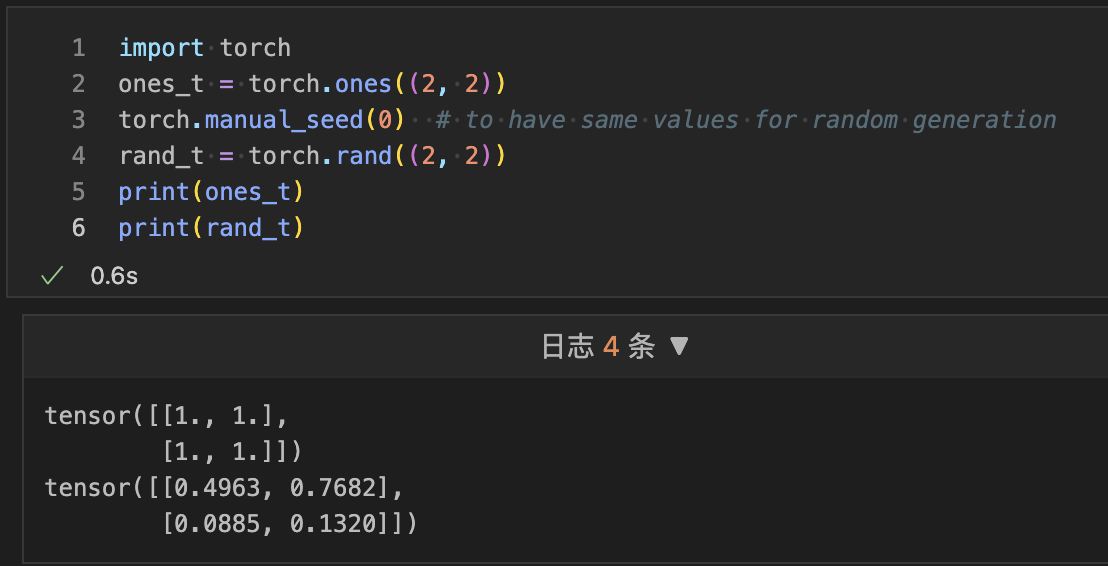 1 import torch
2 ones_t = torch.ones((2, 2))
3 torch.manual_seed(0)  # to have same values for random generation
4 rand_t = torch.rand((2, 2))
5 print(ones_t)
6 print(rand_t)
✓ 0.6s
日志 4 条 ▼
tensor([[1., 1.],
        [1., 1.]])
tensor([[0.4963, 0.7682],
        [0.0885, 0.1320]])